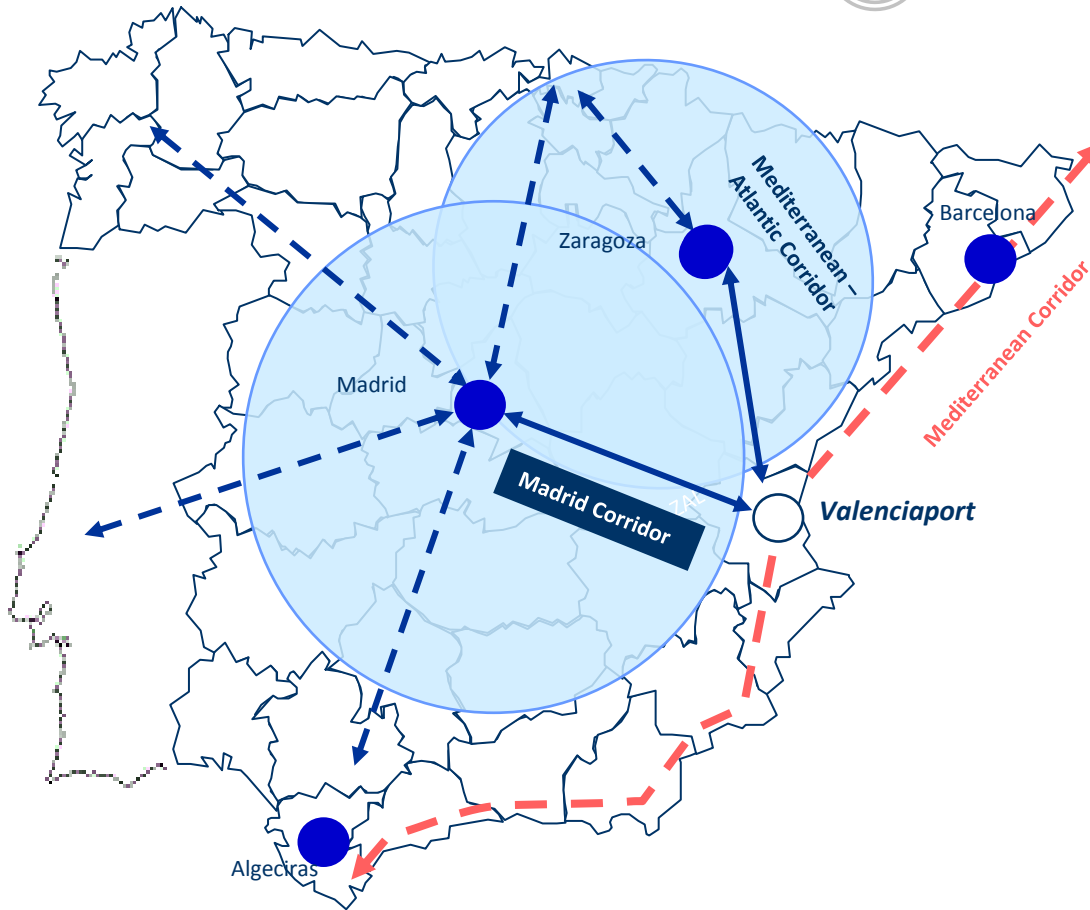 Mediterranean –
Atlantic Corridor
Barcelona
Zaragoza
Mediterranean Corridor
Madrid
Madrid Corridor
Valenciaport
Algeciras